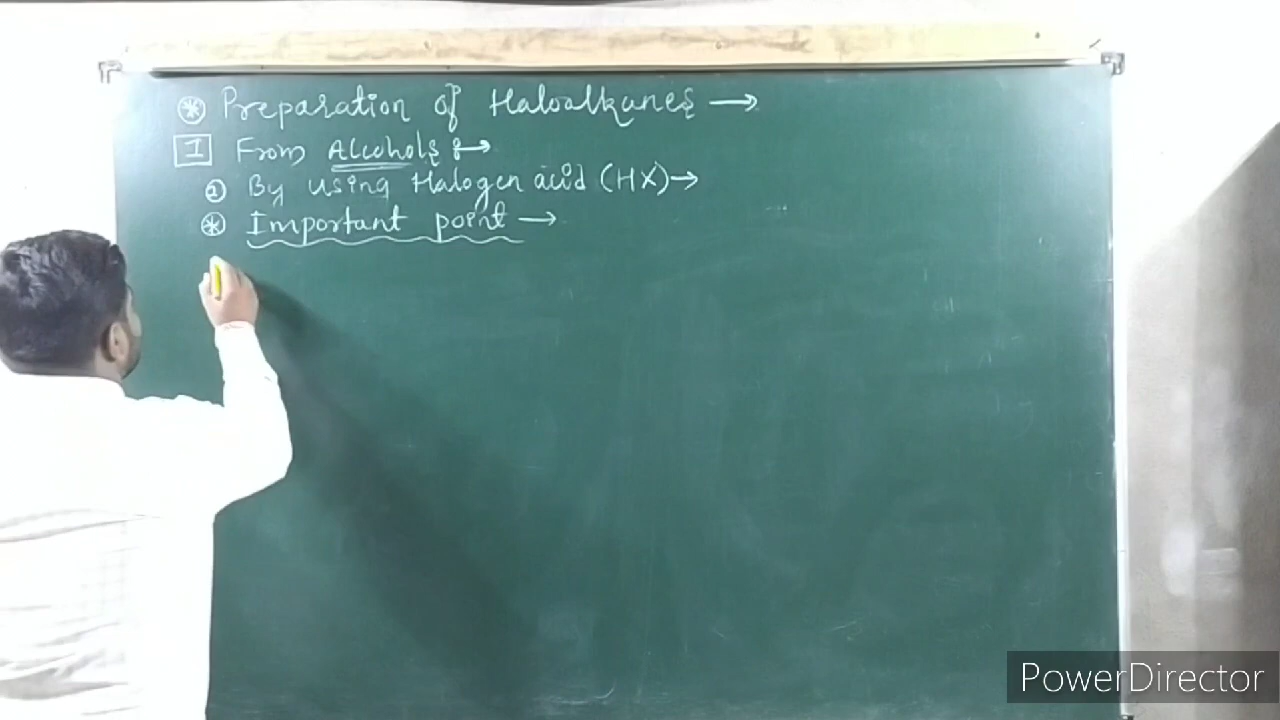 ⊛ Preparation of Haloalkanes →
I From Alcohols :→
① By using Halogen acid (HX)→
⊛ Important point →
PowerDirector